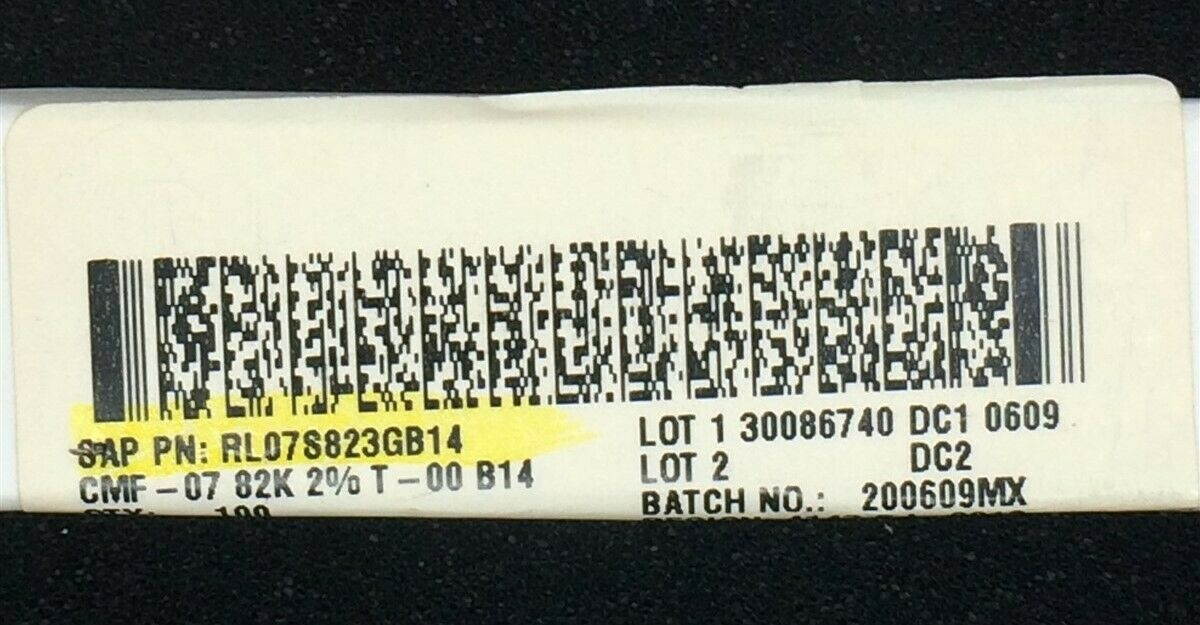 SAP PN: RL07S823GB14
CMF-07 82K 2% T-00 B14
LOT 1 30086740 DC1 0609
LOT 2 DC2
BATCH NO.: 200609MX